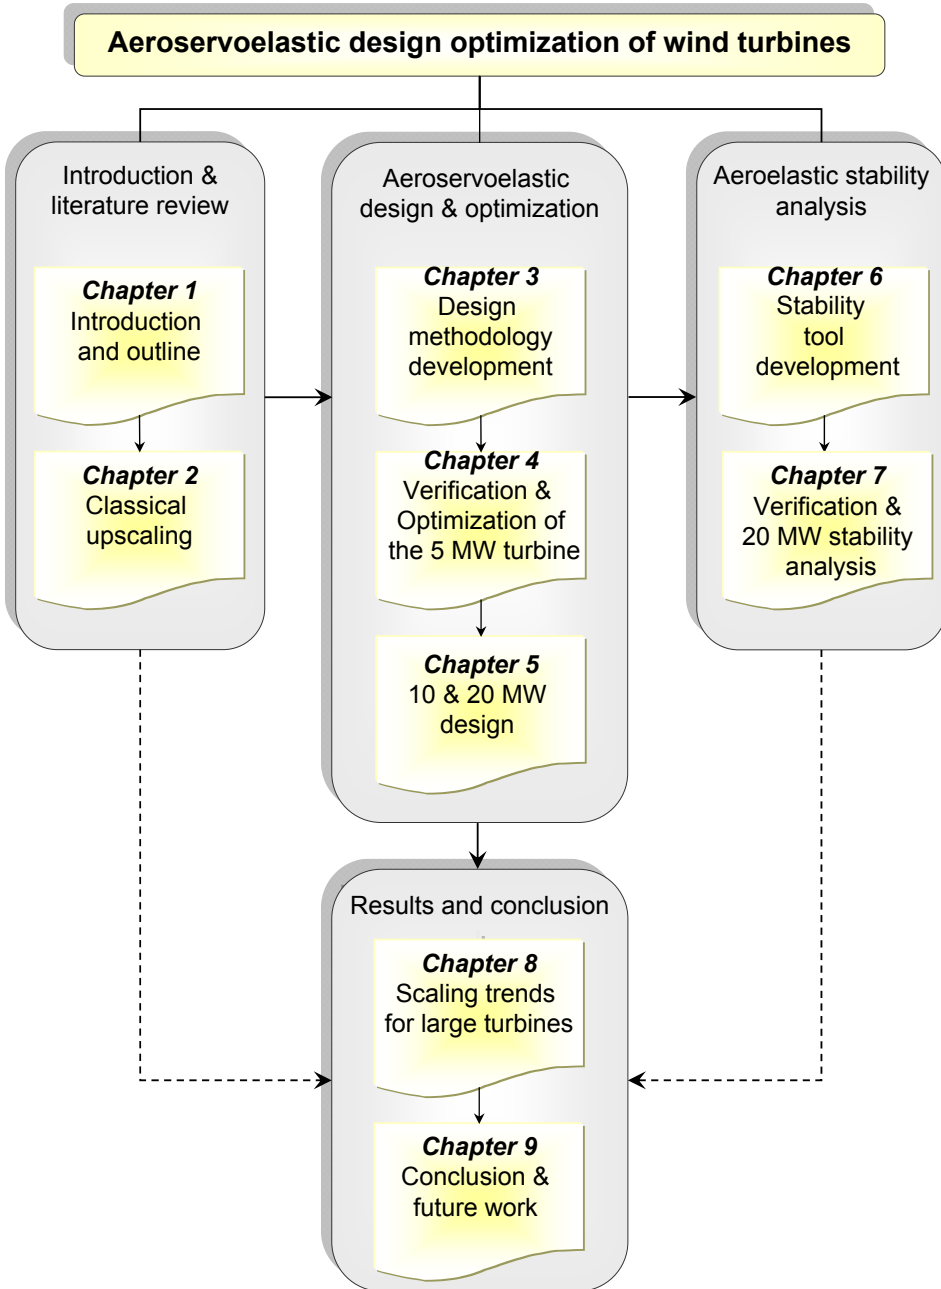 Aeroservoelastic design optimization of wind turbines
Introduction &
literature review
Chapter 1
Introduction
and outline
Chapter 2
Classical
upscaling
Aeroservoelastic
design & optimization
Chapter 3
Design
methodology
development
Chapter 4
Verification &
Optimization of
the 5 MW turbine
Chapter 5
10 & 20 MW
design
Aeroelastic stability
analysis
Chapter 6
Stability
tool
development
Chapter 7
Verification &
20 MW stability
analysis
Results and conclusion
Chapter 8
Scaling trends
for large turbines
Chapter 9
Conclusion &
future work